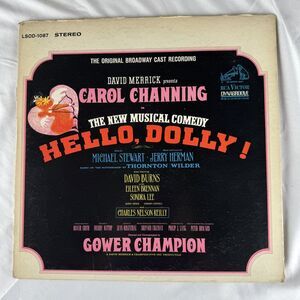 LSOD-1087 STEREO
THE ORIGINAL BROADWAY CAST RECORDING
DAVID MERRICK presents
RCA VICTOR
DYNAGROOVE
CAROL CHANNING
in
THE NEW MUSICAL COMEDY
HELLO, DOLLY!
MICHAEL STEWART · JERRY HERMAN
THORNTON WILDER
DAVID BURNS
EILEEN BRENNAN
SONDRA LEE
CHARLES NELSON REILLY
GOWER CHAMPION